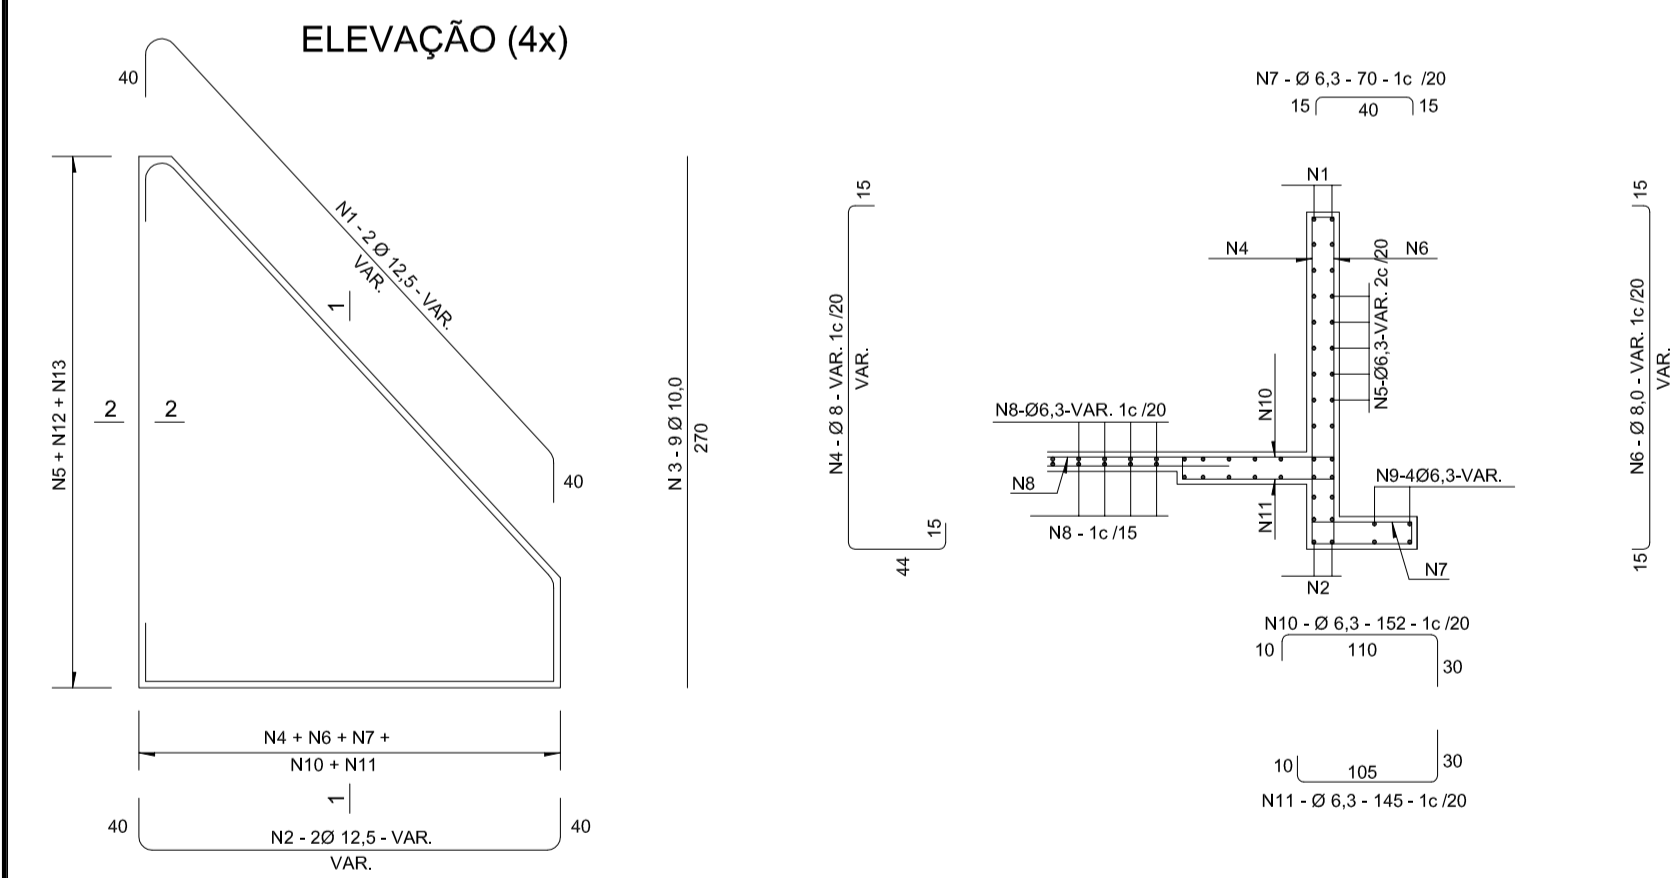 ELEVAÇÃO (4x)
40
N1 - 2 Ø 12,5 - VAR.
VAR.
1
40
N5 + N12 + N13
2
2
N 3 - 9 Ø 10,0
270
N4 + N6 + N7 +
N10 + N11
1
40
N2 - 2Ø 12,5 - VAR.
40
VAR.
N7 - Ø 6,3 - 70 - 1c /20
15
40
15
15
N4 - Ø 8 - VAR. 1c /20
VAR.
15
44
N1
N4
N6
N5-Ø6,3-VAR. 2c /20
N10
N8-Ø6,3-VAR. 1c /20
N8
N8 - 1c /15
N11
N9-4Ø6,3-VAR.
N7
N2
15
N6 - Ø 8,0 - VAR. 1c /20
VAR.
15
N10 - Ø 6,3 - 152 - 1c /20
10
110
30
10
105
30
N11 - Ø 6,3 - 145 - 1c /20